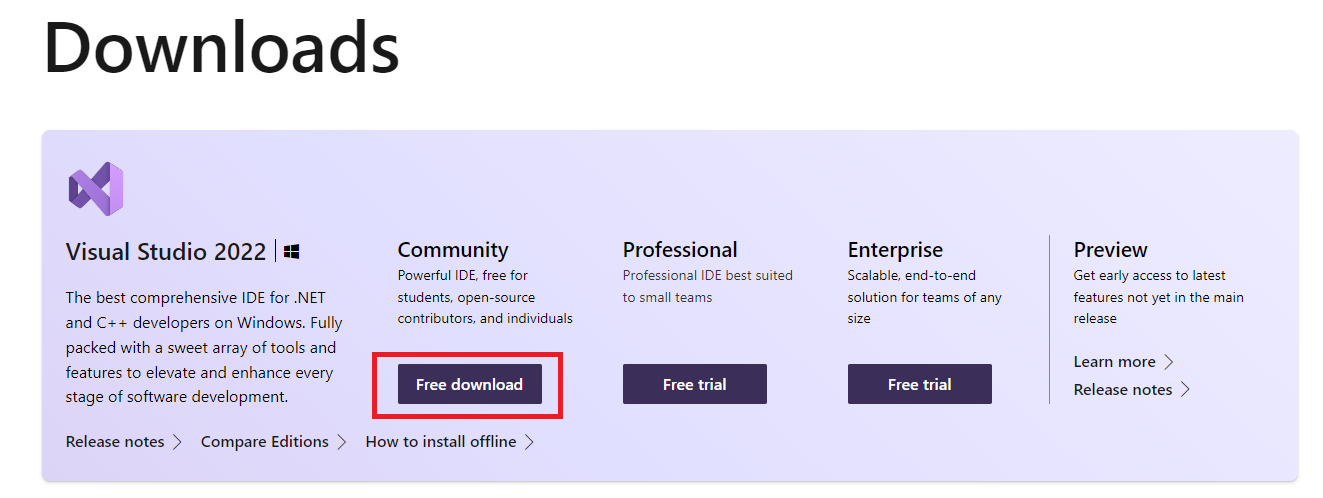 Downloads
Visual Studio 2022
The best comprehensive IDE for .NET
and C++ developers on Windows. Fully
packed with a sweet array of tools and
features to elevate and enhance every
stage of software development.
Community
Powerful IDE, free for
students, open-source
contributors, and individuals
Free download
Professional
Professional IDE best suited
to small teams
Free trial
Enterprise
Scalable, end-to-end
solution for teams of any
size
Free trial
Preview
Get early access to latest
features not yet in the main
release
Learn more
Release notes
Release notes
Compare Editions
How to install offline